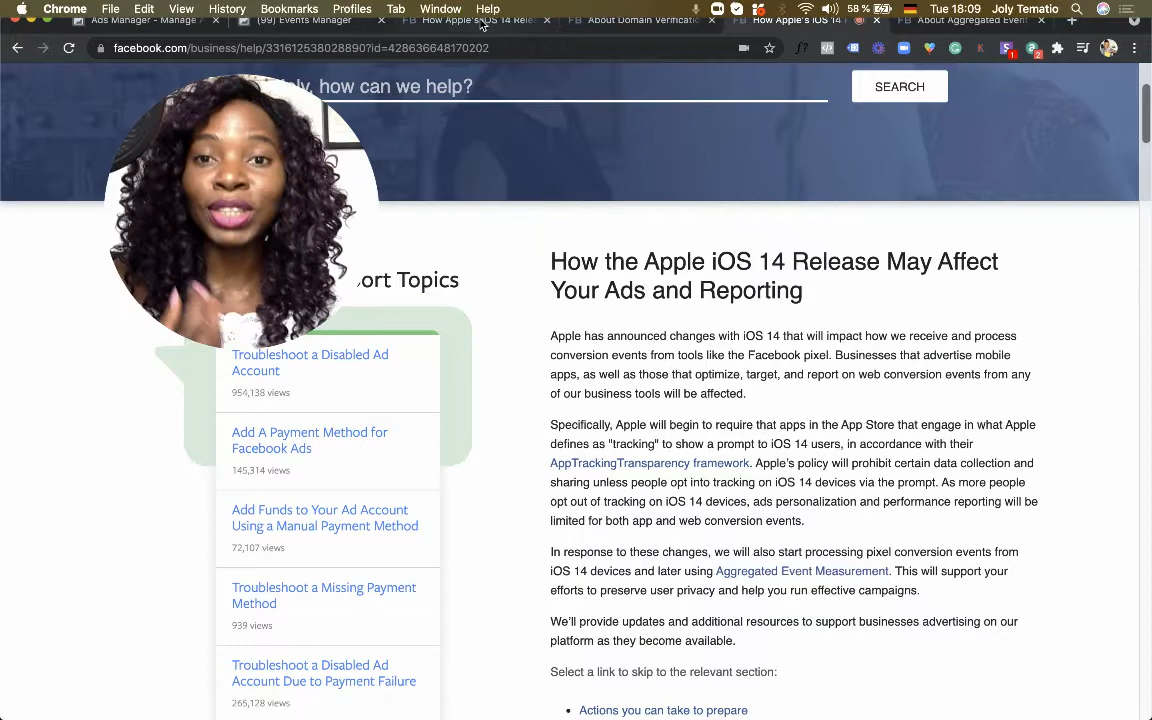 Chrome File Edit View History Bookmarks Profiles Tab Window Help 58 % Tue 18:09 Joly Tematio
Ads Manager - Manage A (99) Events Manager How Apple's iOS 14 Rele About Domain Verificati How Apple's iOS 14 About Aggregated Event
facebook.com/business/help/331612538028890?id=428636648170202
how can we help?
SEARCH
ort Topics
Troubleshoot a Disabled Ad
Account
954,138 views
Add A Payment Method for
Facebook Ads
145,314 views
Add Funds to Your Ad Account
Using a Manual Payment Method
72,107 views
Troubleshoot a Missing Payment
Method
939 views
Troubleshoot a Disabled Ad
Account Due to Payment Failure
265,128 views
How the Apple iOS 14 Release May Affect
Your Ads and Reporting
Apple has announced changes with iOS 14 that will impact how we receive and process
conversion events from tools like the Facebook pixel. Businesses that advertise mobile
apps, as well as those that optimize, target, and report on web conversion events from any
of our business tools will be affected.
Specifically, Apple will begin to require that apps in the App Store that engage in what Apple
defines as "tracking" to show a prompt to iOS 14 users, in accordance with their
AppTrackingTransparency framework. Apple's policy will prohibit certain data collection and
sharing unless people opt into tracking on iOS 14 devices via the prompt. As more people
opt out of tracking on iOS 14 devices, ads personalization and performance reporting will be
limited for both app and web conversion events.
In response to these changes, we will also start processing pixel conversion events from
iOS 14 devices and later using Aggregated Event Measurement. This will support your
efforts to preserve user privacy and help you run effective campaigns.
We'll provide updates and additional resources to support businesses advertising on our
platform as they become available.
Select a link to skip to the relevant section:
• Actions you can take to prepare